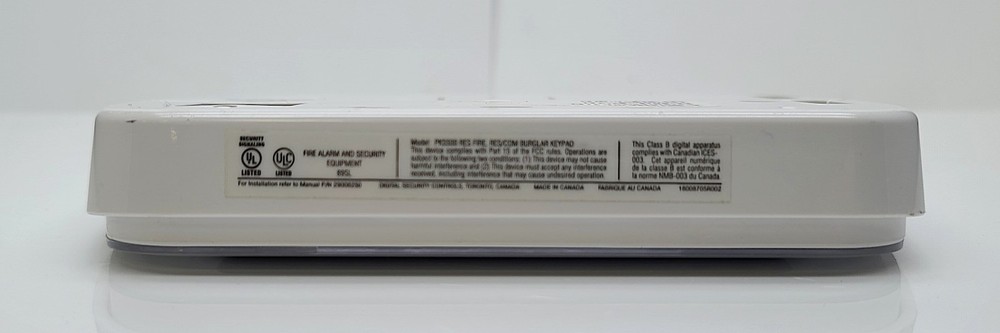 SECURITY
SIGNALING
UL
LISTED
ULC
LISTED
FIRE ALARM AND SECURITY
EQUIPMENT
Model: RES FIRE, RES/COM BURGLAR KEYPAD
This device complies with Part 15 of the FCC rules. Operations are
subject to the following two conditions: (1) This device may not cause
harmful interference and (2) This device must accept any interference
received, including interference that may cause undesired operation.
This Class B digital apparatus
complies with Canadian ICES-
003. Cet appareil numérique
de la classe B est conforme à
la norme NMB-003 du Canada.
For Installation refer to Manual P/N
DIGITAL SECURITY CONTROLS, TORONTO, CANADA MADE IN CANADA FABRIQUE AU CANADA